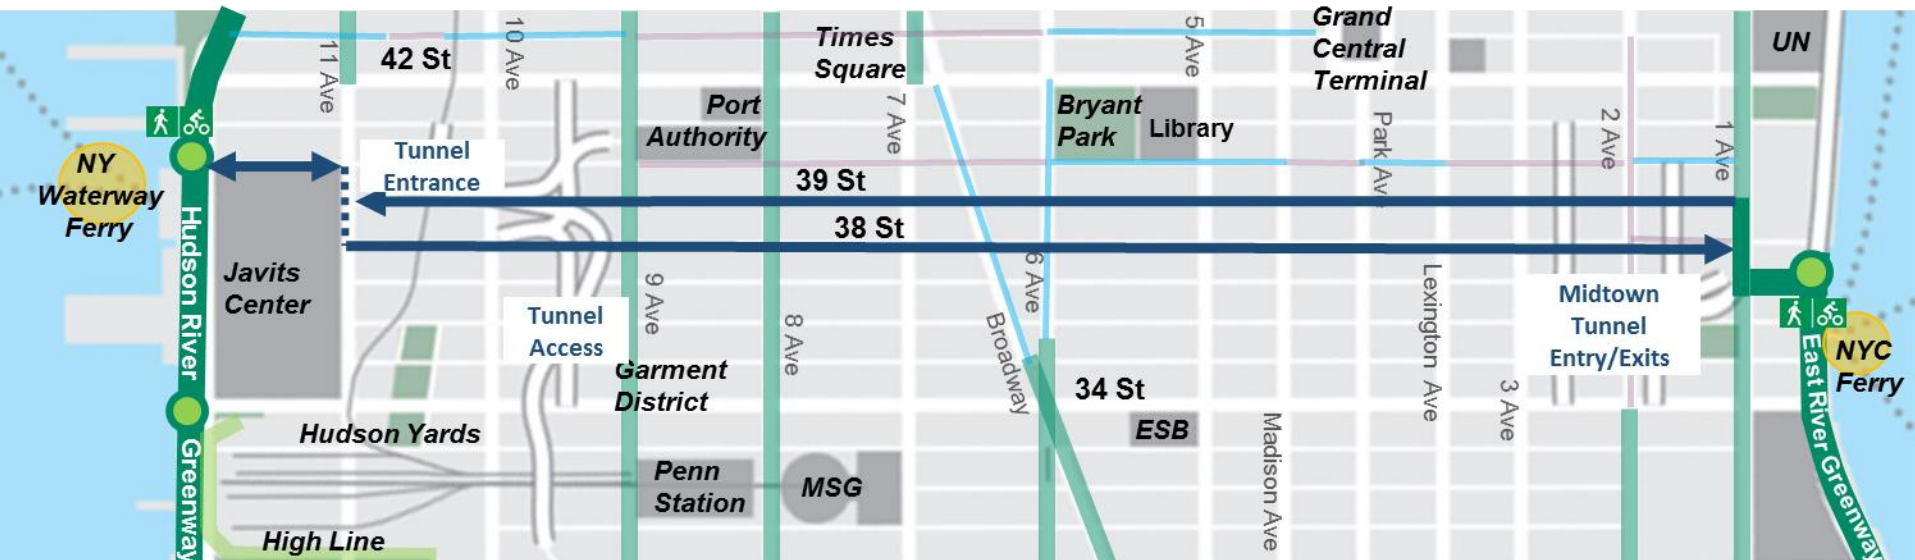 Grand
Central
Terminal
10 Ave
5 Ave
Times
Square
UN
11 Ave
42 St
Port
Authority
7 Ave
Bryant
Park
Library
Park Ave
2 Ave
1 Ave
NY
Waterway
Ferry
Tunnel
Entrance
39 St
38 St
Hudson River
Greenway
Javits
Center
6 Ave
9 Ave
8 Ave
Broadway
Lexington Ave
Midtown
Tunnel
Entry/Exits
Tunnel
Access
Garment
District
34 St
3 Ave
NYC
Ferry
East River Greenway
Hudson Yards
ESB
Madison Ave
Penn
Station
MSG
High Line